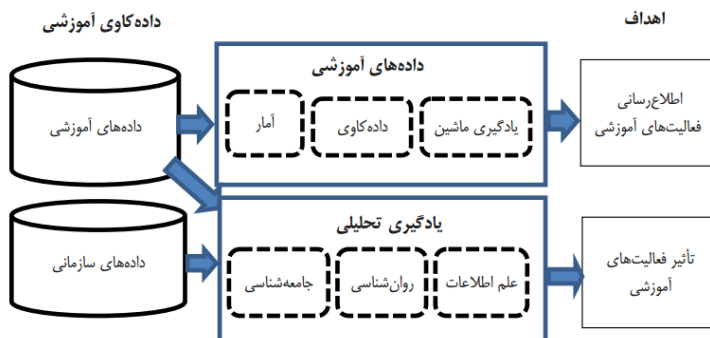 داده‌کاوی آموزشی
اهداف
داده‌های آموزشی
داده‌های آموزشی
آمار
داده‌کاوی
یادگیری ماشین
اطلاع‌رسانی
فعالیت‌های آموزشی
داده‌های سازمانی
یادگیری تحلیلی
جامعه‌شناسی
روان‌شناسی
علم اطلاعات
تأثیر فعالیت‌های
آموزشی